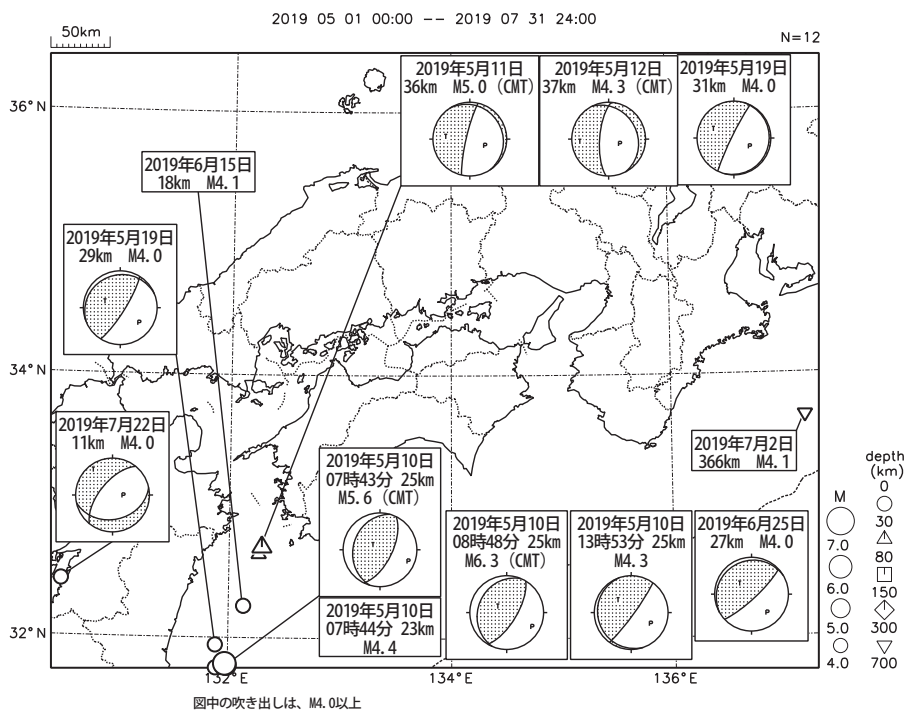 2019 05 01 00:00 -- 2019 07 31 24:00
50km
N=12
36°N
34°N
32°N
132°E
134°E
136°E
2019年5月11日
36km M5.0 (CMT)
T
P
2019年5月12日
37km M4.3 (CMT)
T
P
2019年5月19日
31km M4.0
T
P
2019年6月15日
18km M4.1
2019年5月19日
29km M4.0
T
P
2019年7月22日
11km M4.0
P
2019年5月10日
07時43分 25km
M5.6 (CMT)
T
P
2019年5月10日
07時44分 23km
M4.4
2019年5月10日
08時48分 25km
M6.3 (CMT)
T
P
2019年5月10日
13時53分 25km
M4.3
T
P
2019年6月25日
27km M4.0
T
P
2019年7月2日
366km M4.1
M
7.0
6.0
5.0
4.0
depth
(km)
0
30
80
150
300
700
図中の吹き出しは、M4.0以上